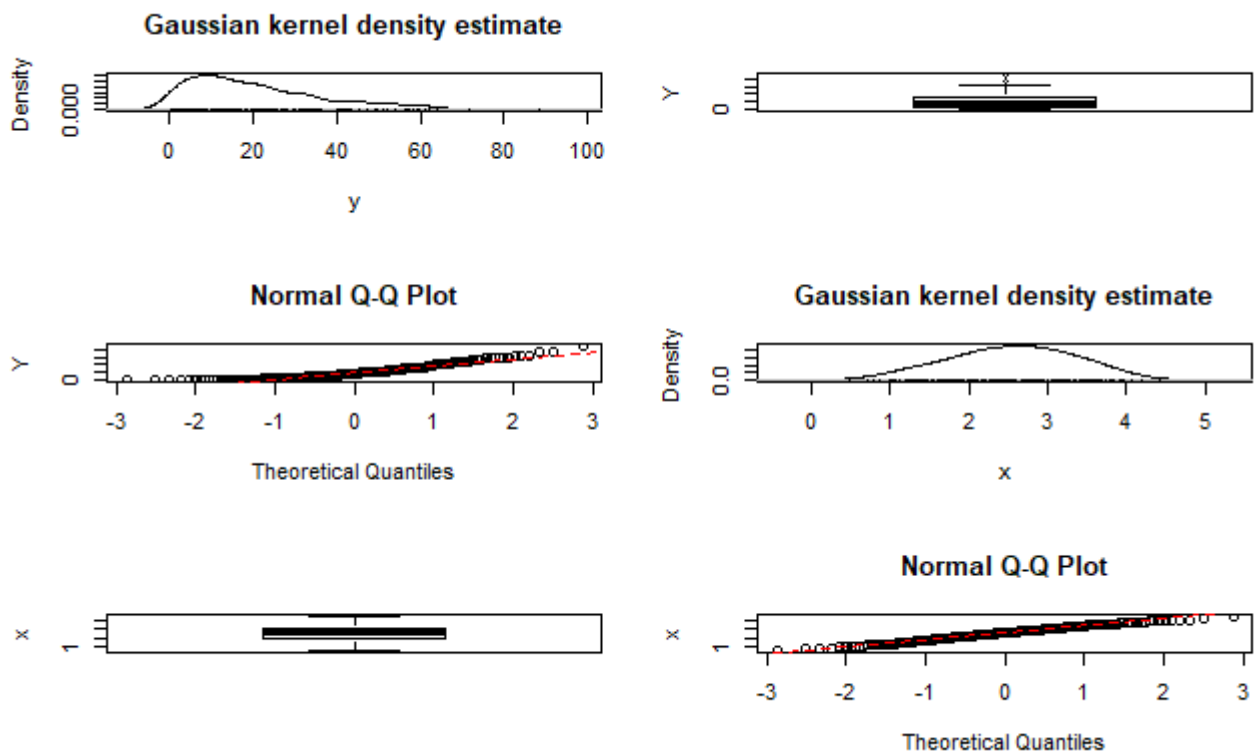 Gaussian kernel density estimate
Density
0.000
0 20 40 60 80 100
y
Y
0
Normal Q-Q Plot
Y
0
-3 -2 -1 0 1 2 3
Theoretical Quantiles
Gaussian kernel density estimate
Density
0.0
0 1 2 3 4 5
x
x
1
Normal Q-Q Plot
x
1
-3 -2 -1 0 1 2 3
Theoretical Quantiles